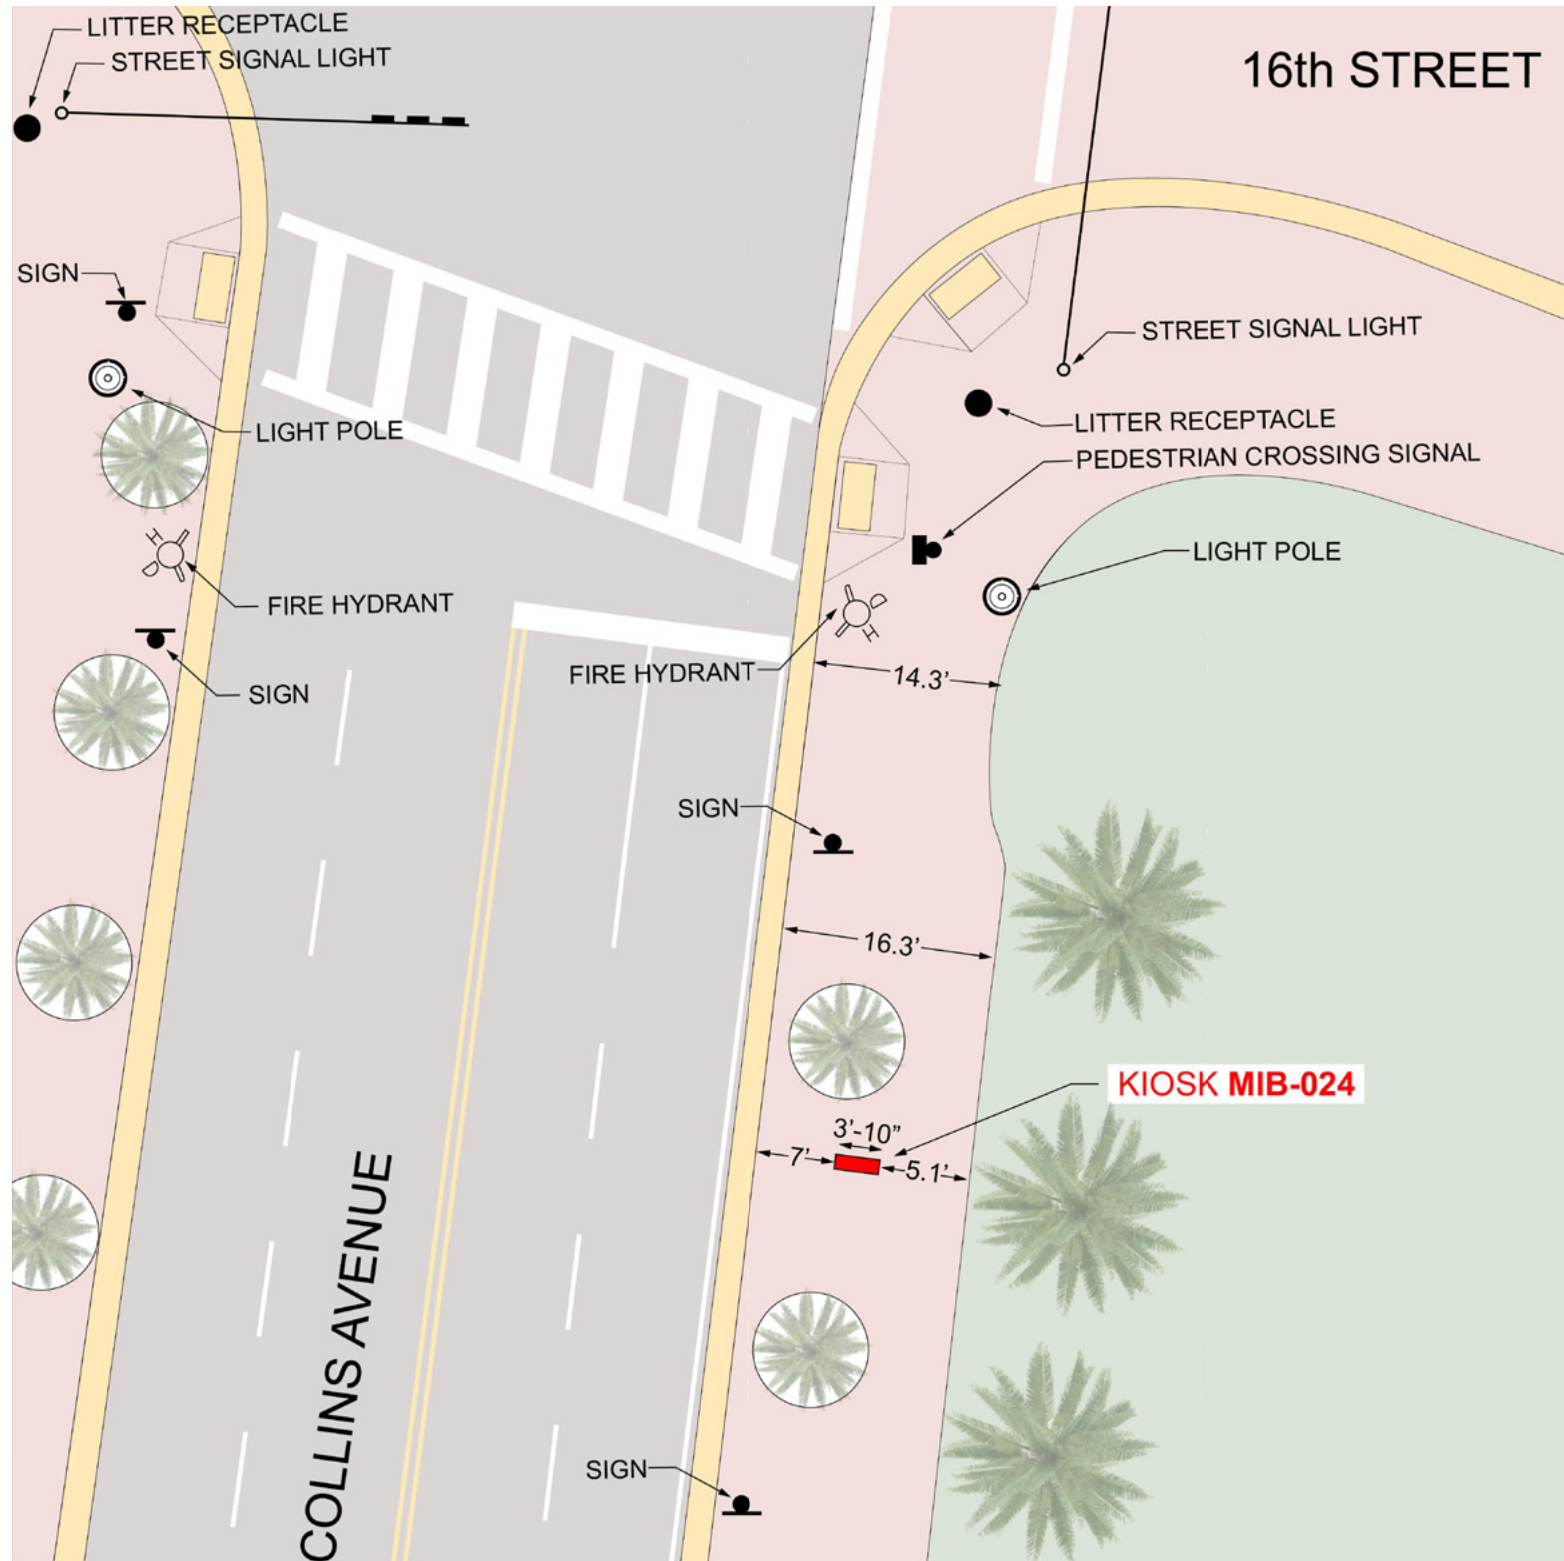 LITTER RECEPTACLE
STREET SIGNAL LIGHT
16th STREET
SIGN
STREET SIGNAL LIGHT
LIGHT POLE
LITTER RECEPTACLE
PEDESTRIAN CROSSING SIGNAL
LIGHT POLE
FIRE HYDRANT
FIRE HYDRANT
14.3’
SIGN
SIGN
16.3’
KIOSK MIB-024
3’-10”
7’
5.1’
COLLINS AVENUE
SIGN